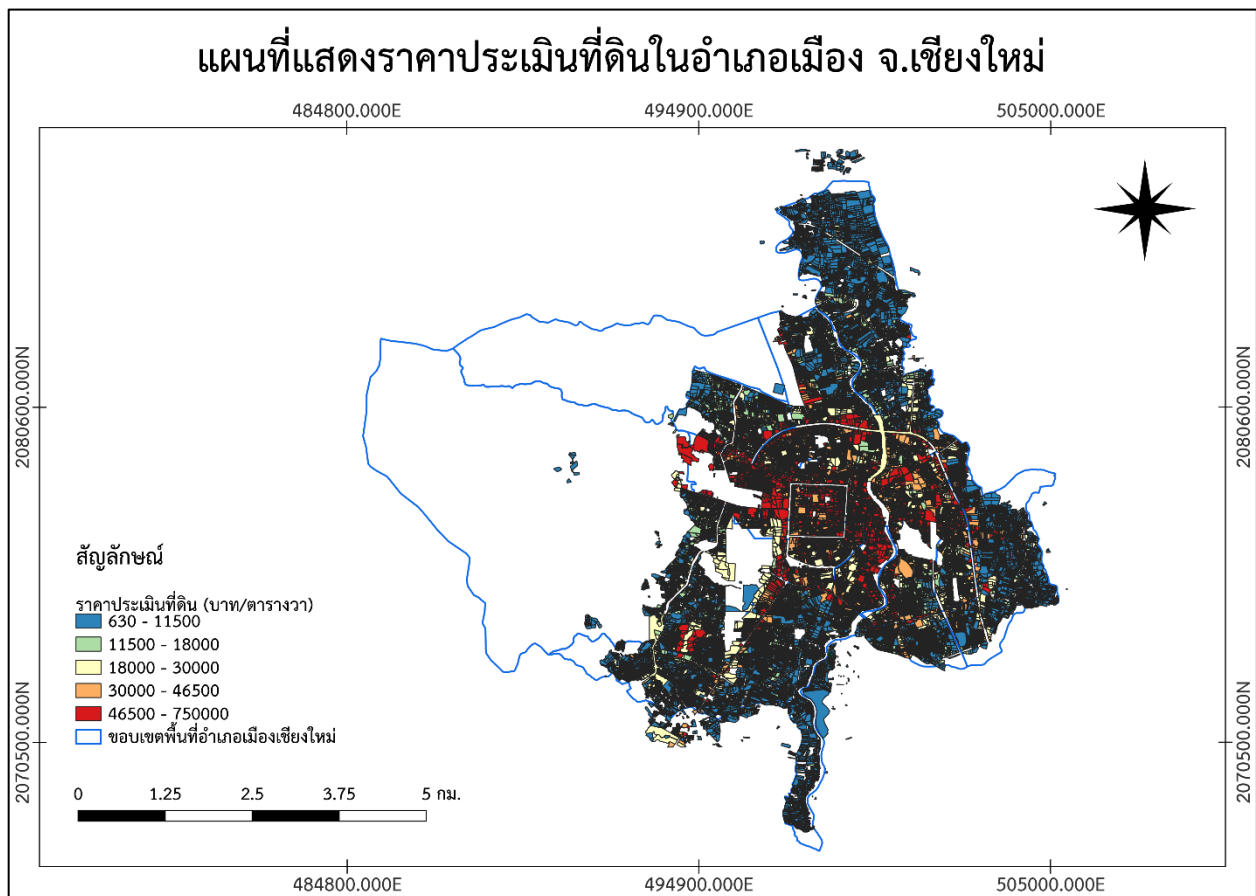 แผนที่แสดงราคาประเมินที่ดินในอำเภอเมือง จ.เชียงใหม่
484800.000E 494900.000E 505000.000E
2080600.000N 2080600.000N
สัญลักษณ์
ราคาประเมินที่ดิน (บาท/ตารางวา)
630 - 11500
11500 - 18000
18000 - 30000
30000 - 46500
46500 - 750000
ขอบเขตพื้นที่อำเภอเมืองเชียงใหม่
2070500.000N 2070500.000N
0 1.25 2.5 3.75 5 กม.
484800.000E 494900.000E 505000.000E